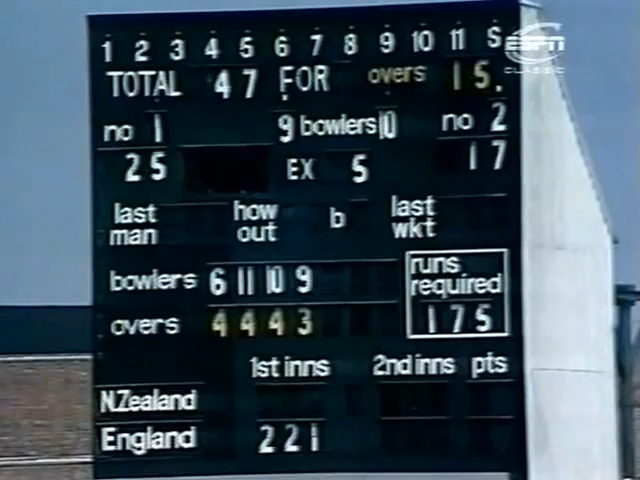 1 2 3 4 5 6 7 8 9 10 11 S
ESPN
CLASSIC
TOTAL 47 FOR overs 15.
no 1 9 bowlers 10 no 2
25 EX 5 17
last man how out b last wkt
bowlers 6 11 10 9
overs 4 4 4 3
runs required
175
1st inns 2nd inns pts
N.Zealand
England 221